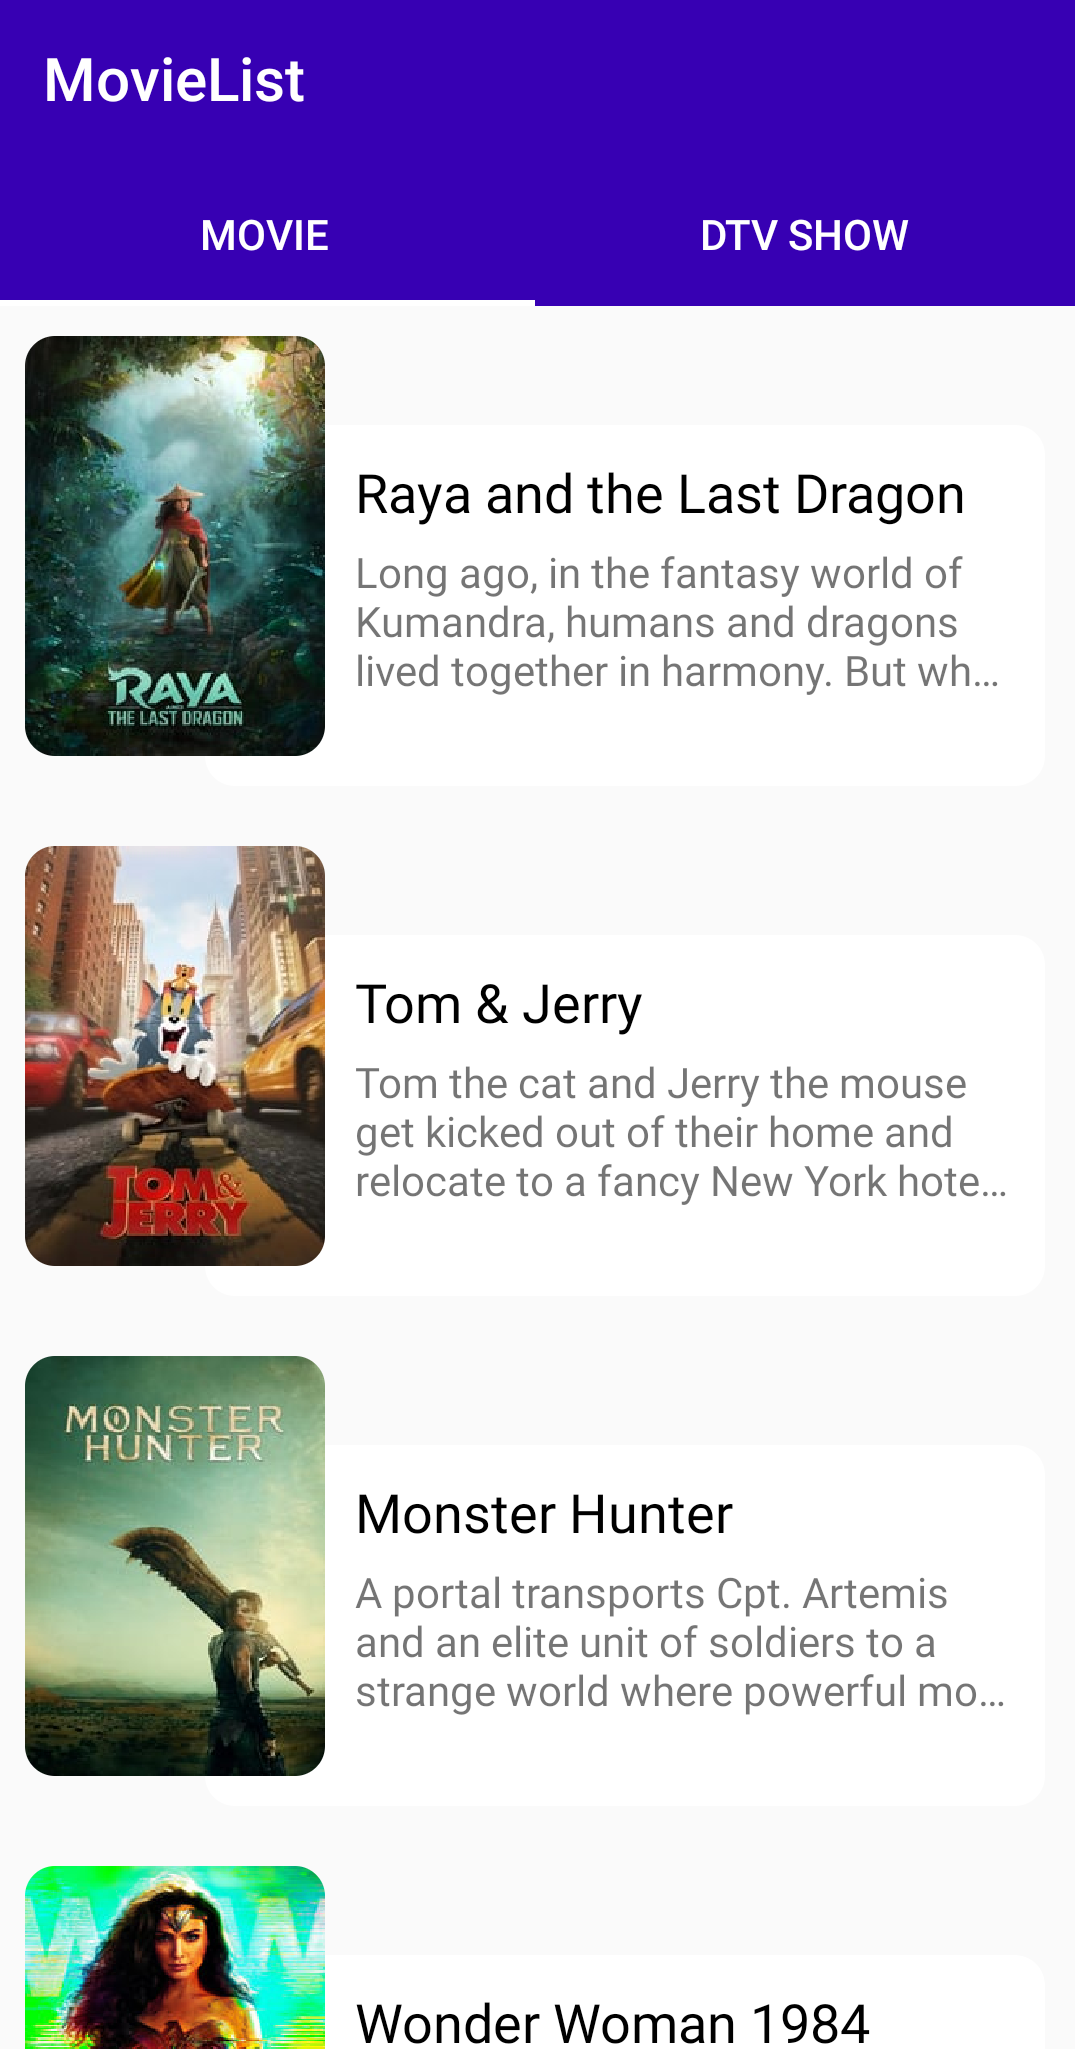 MovieList
MOVIE
DTV SHOW
RAYA
AND
THE LAST DRAGON
Raya and the Last Dragon
Long ago, in the fantasy world of
Kumandra, humans and dragons
lived together in harmony. But wh...
TOM &
JERRY
Tom & Jerry
Tom the cat and Jerry the mouse
get kicked out of their home and
relocate to a fancy New York hote...
MONSTER
HUNTER
Monster Hunter
A portal transports Cpt. Artemis
and an elite unit of soldiers to a
strange world where powerful mo...
WW
Wonder Woman 1984